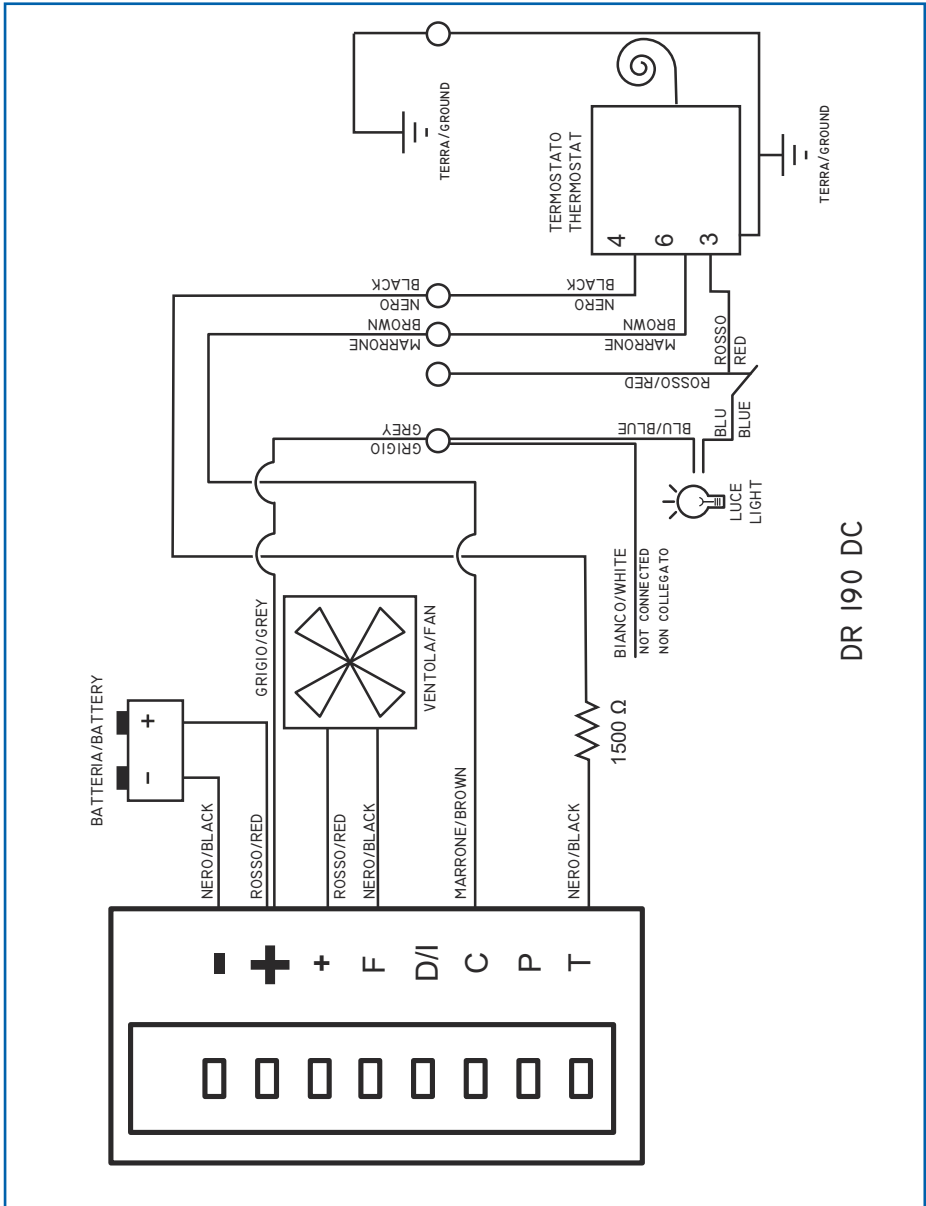 TERRA/GROUND
TERMOSTATO
THERMOSTAT
4
6
3
TERRA/GROUND
NERO
BLACK
NERO
BLACK
MARRONE
BROWN
MARRONE
BROWN
ROSSO/RED
ROSSO
RED
GRIGIO
GREY
BLU/BLUE
BLU
BLUE
LUCE
LIGHT
BIANCO/WHITE
NOT CONNECTED
NON COLLEGATO
BATTERIA/BATTERY
-
+
GRIGIO/GREY
VENTOLA/FAN
1500 Ω
NERO/BLACK
ROSSO/RED
ROSSO/RED
NERO/BLACK
MARRONE/BROWN
NERO/BLACK
-
+
+
F
D/I
C
P
T
DR 190 DC